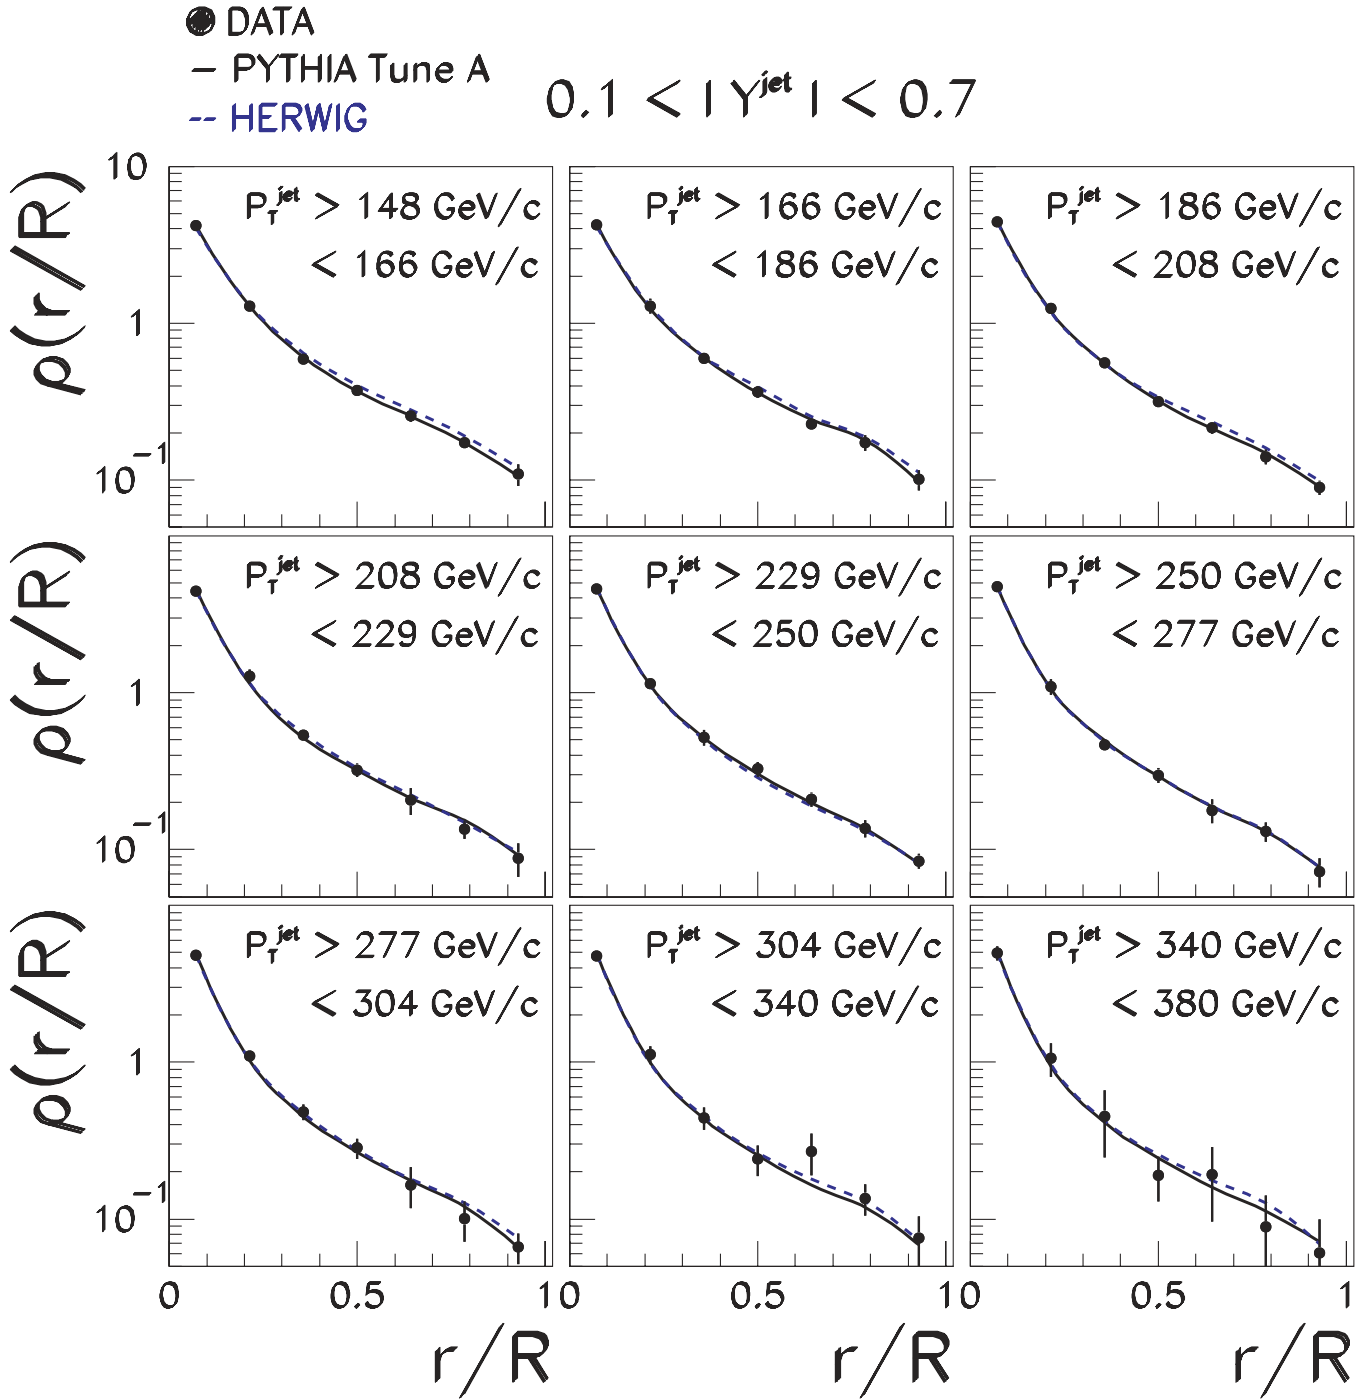 DATA
— PYTHIA Tune A
-- HERWIG
0.1 < | Y^jet | < 0.7
ρ(r/R)
10
1
10^-1
P_T^jet > 148 GeV/c
< 166 GeV/c
P_T^jet > 166 GeV/c
< 186 GeV/c
P_T^jet > 186 GeV/c
< 208 GeV/c
ρ(r/R)
1
10^-1
P_T^jet > 208 GeV/c
< 229 GeV/c
P_T^jet > 229 GeV/c
< 250 GeV/c
P_T^jet > 250 GeV/c
< 277 GeV/c
ρ(r/R)
1
10^-1
P_T^jet > 277 GeV/c
< 304 GeV/c
P_T^jet > 304 GeV/c
< 340 GeV/c
P_T^jet > 340 GeV/c
< 380 GeV/c
0 0.5 1 0 0.5 1 0 0.5 1
r/R r/R r/R